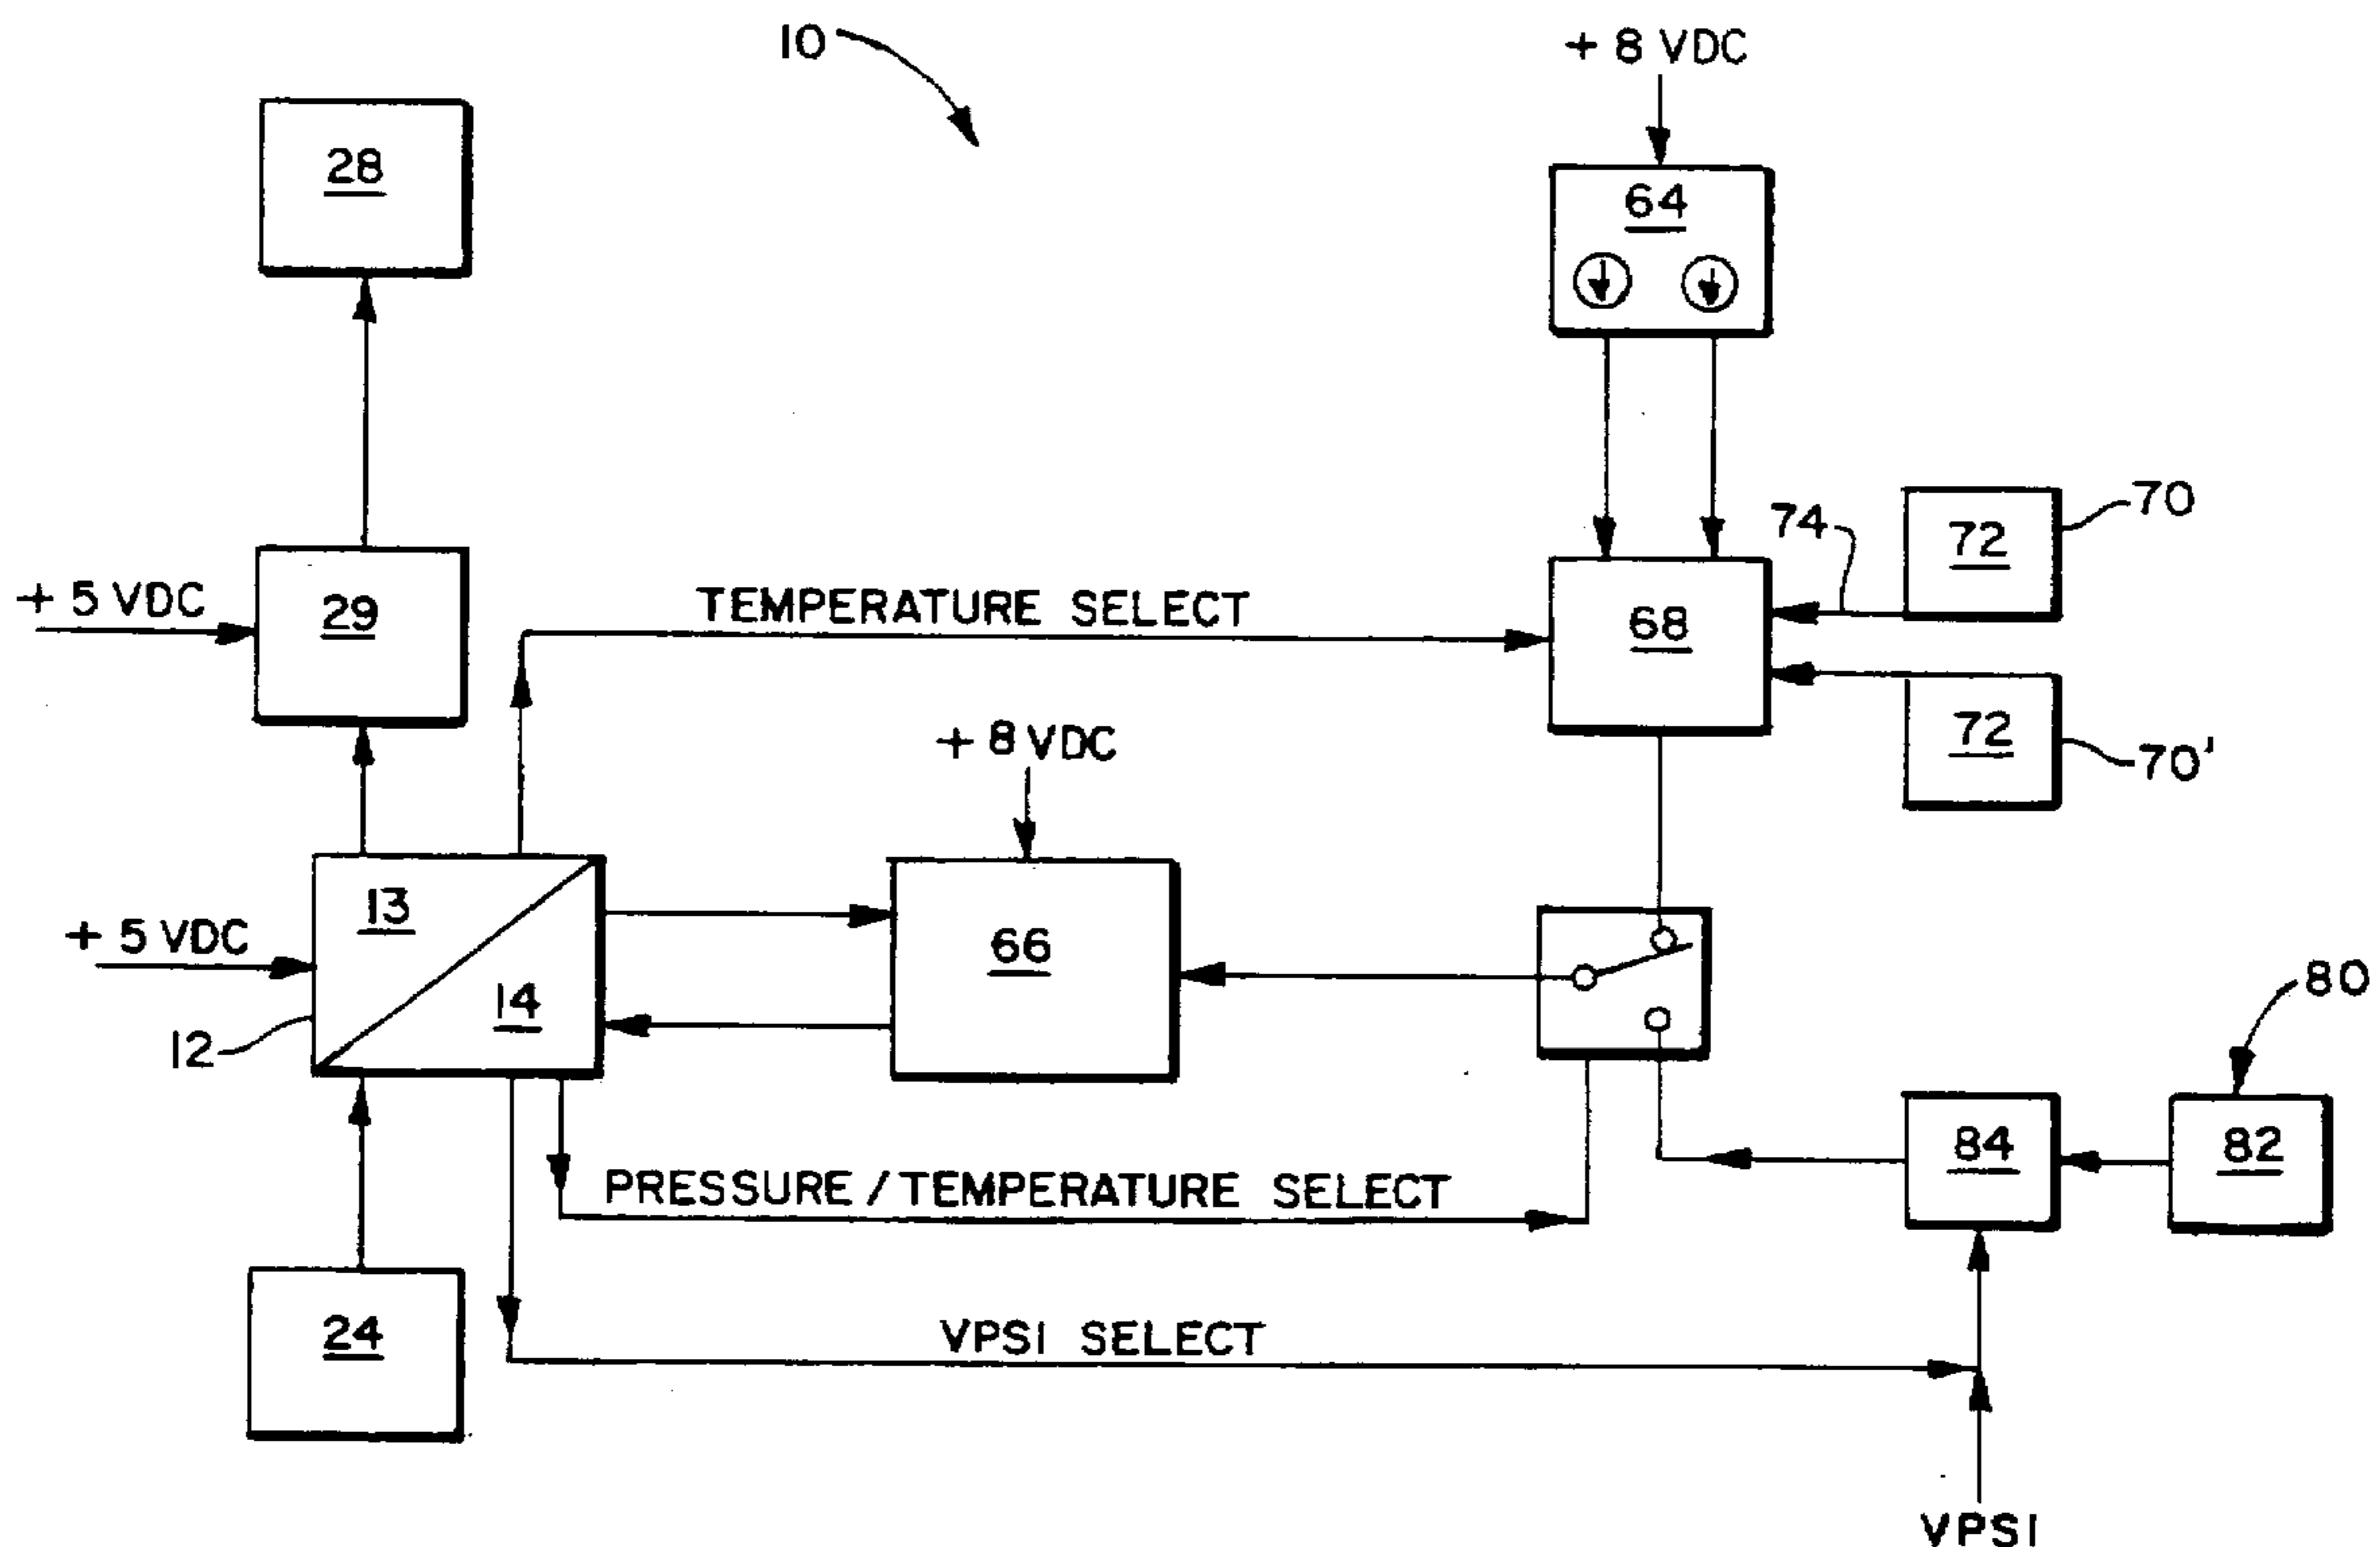 10
+ 8 VDC
28
64
74
72
70
+ 5 VDC
29
TEMPERATURE SELECT
68
72
70'
+ 8 VDC
13
+ 5 VDC
66
14
12
80
84
82
PRESSURE / TEMPERATURE SELECT
24
VPSI SELECT
VPSI